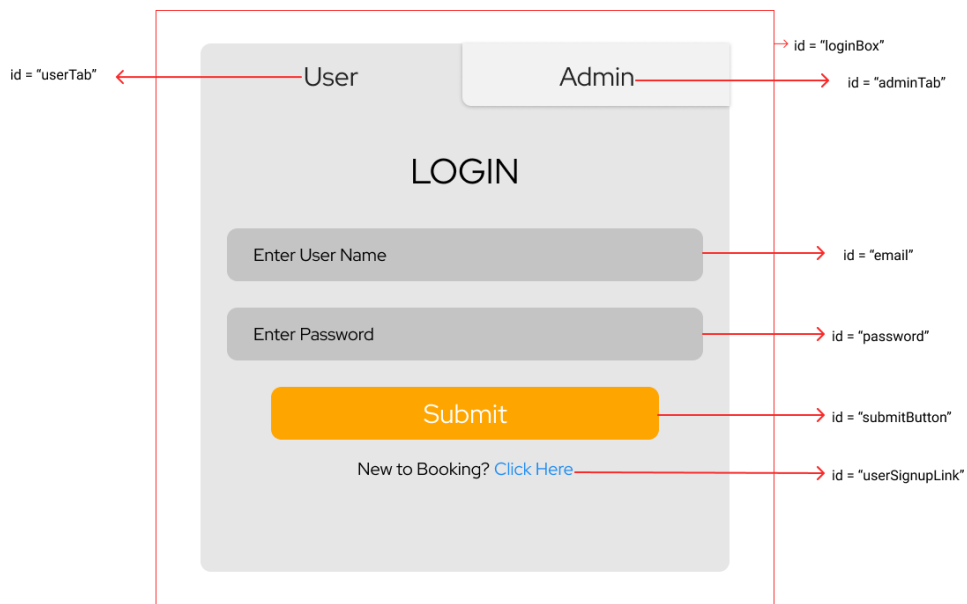 id = “loginBox”
id = “userTab”
User
Admin
id = “adminTab”
LOGIN
Enter User Name
id = “email”
Enter Password
id = “password”
Submit
id = “submitButton”
New to Booking? Click Here
id = “userSignupLink”